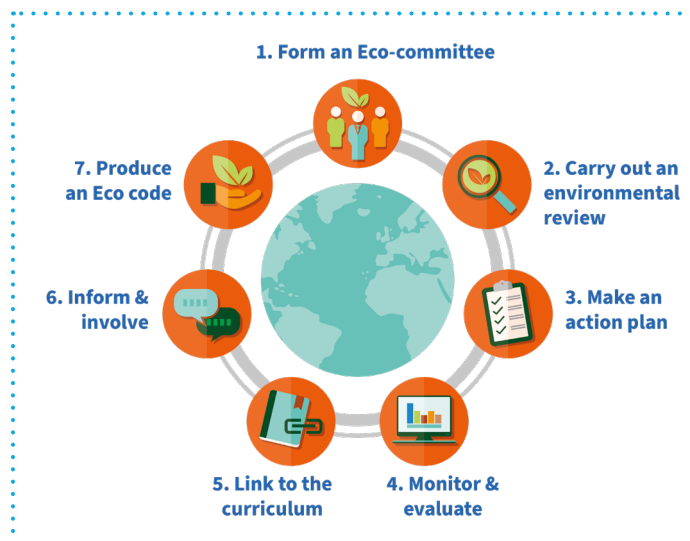 1. Form an Eco-committee
2. Carry out an
environmental
review
3. Make an
action plan
4. Monitor &
evaluate
5. Link to the
curriculum
6. Inform &
involve
7. Produce
an Eco code